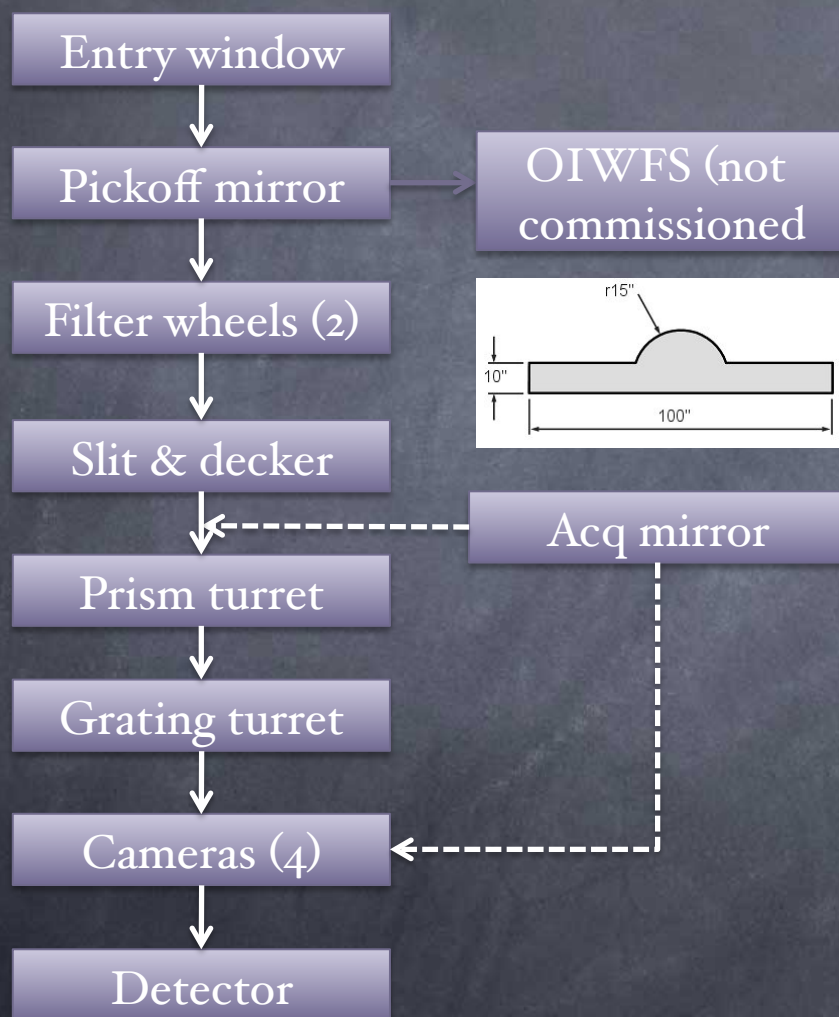 Entry window
Pickoff mirror
OIWFS (not
commissioned
Filter wheels (2)
r15"
10"
100"
Slit & decker
Acq mirror
Prism turret
Grating turret
Cameras (4)
Detector